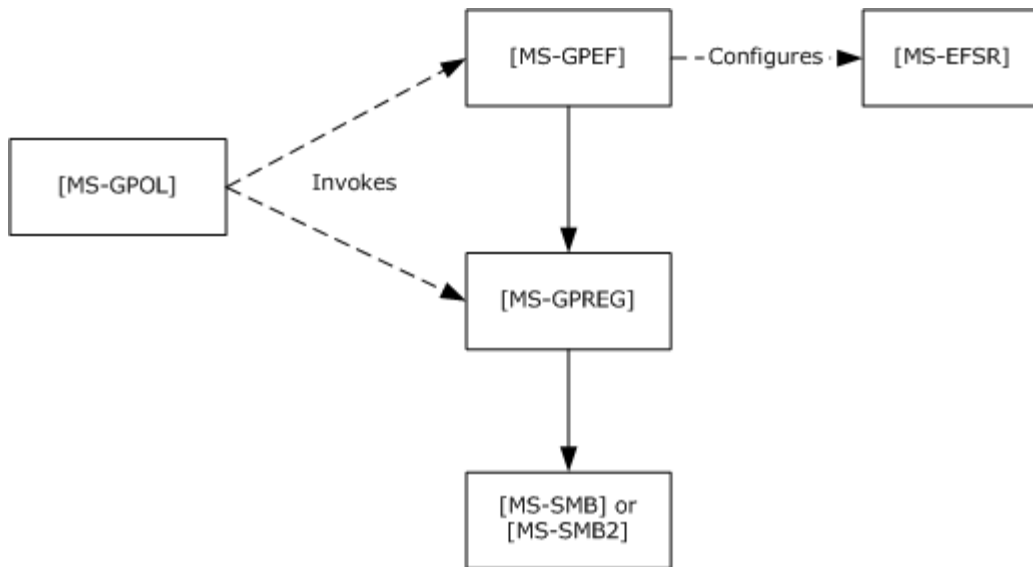 [MS-GPEF]
Configures
[MS-EFSR]
[MS-GPOL]
Invokes
[MS-GPREG]
[MS-SMB] or
[MS-SMB2]